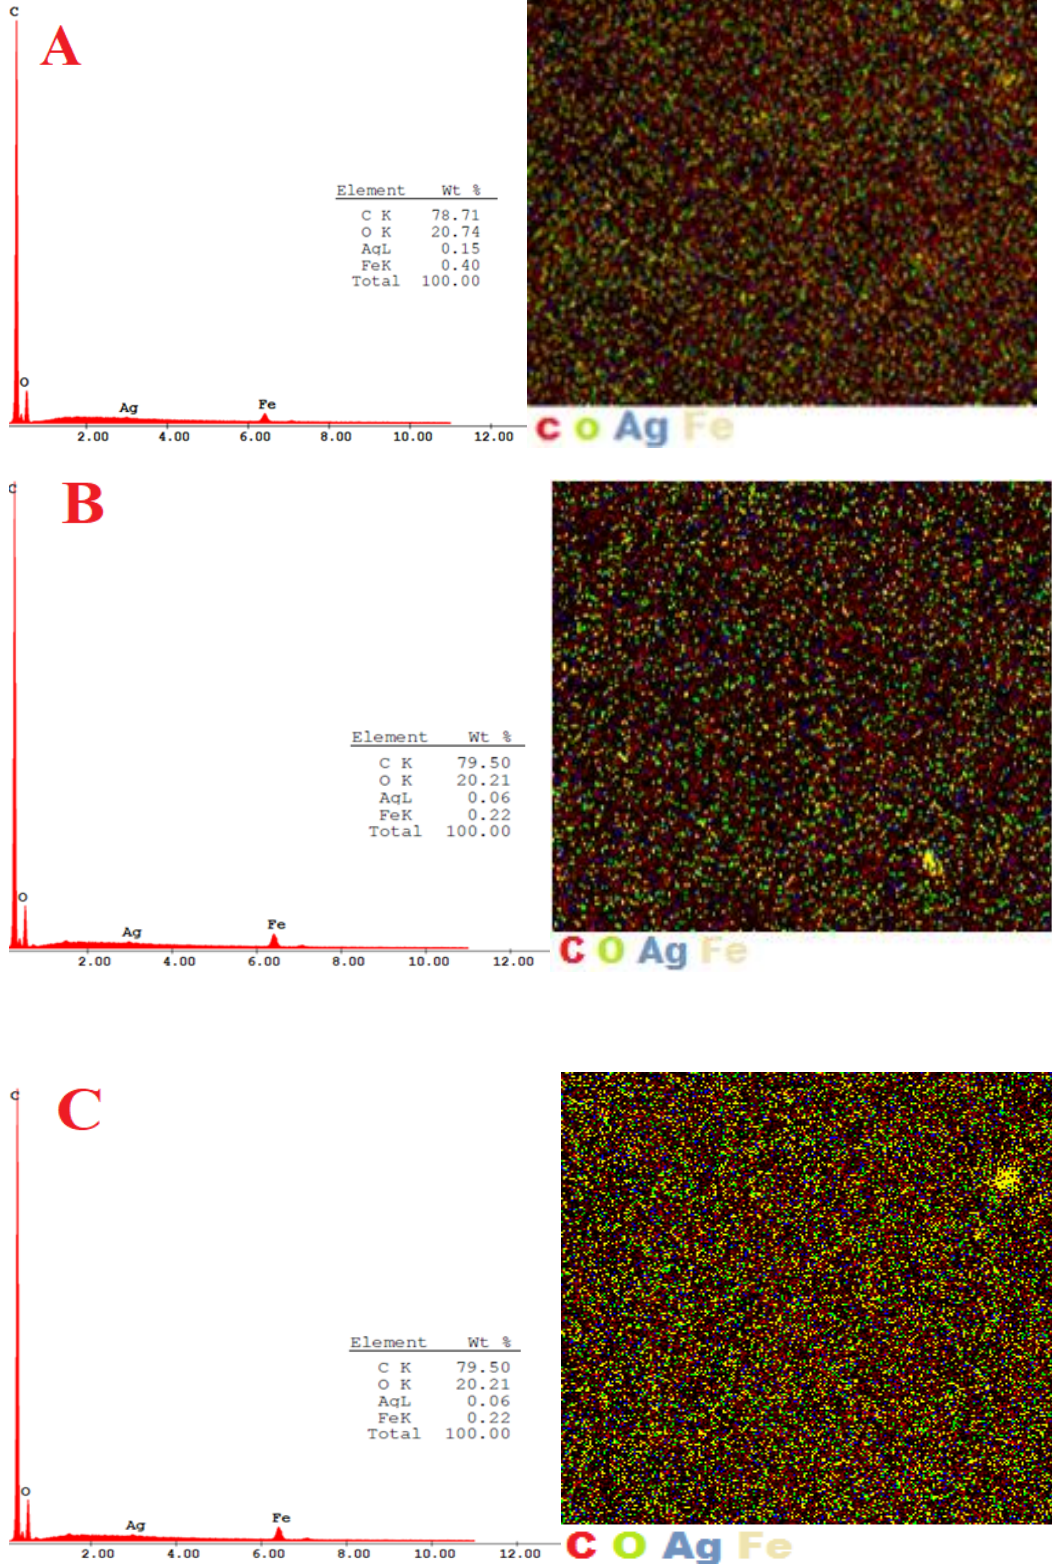 C
A
Element Wt %
C K 78.71
O K 20.74
AgL 0.15
FeK 0.40
Total 100.00
O
Ag
Fe
2.00 4.00 6.00 8.00 10.00 12.00
C O Ag Fe
C
B
Element Wt %
C K 79.50
O K 20.21
AgL 0.06
FeK 0.22
Total 100.00
O
Ag
Fe
2.00 4.00 6.00 8.00 10.00 12.00
C O Ag Fe
C
C
Element Wt %
C K 79.50
O K 20.21
AgL 0.06
FeK 0.22
Total 100.00
O
Ag
Fe
2.00 4.00 6.00 8.00 10.00 12.00
C O Ag Fe